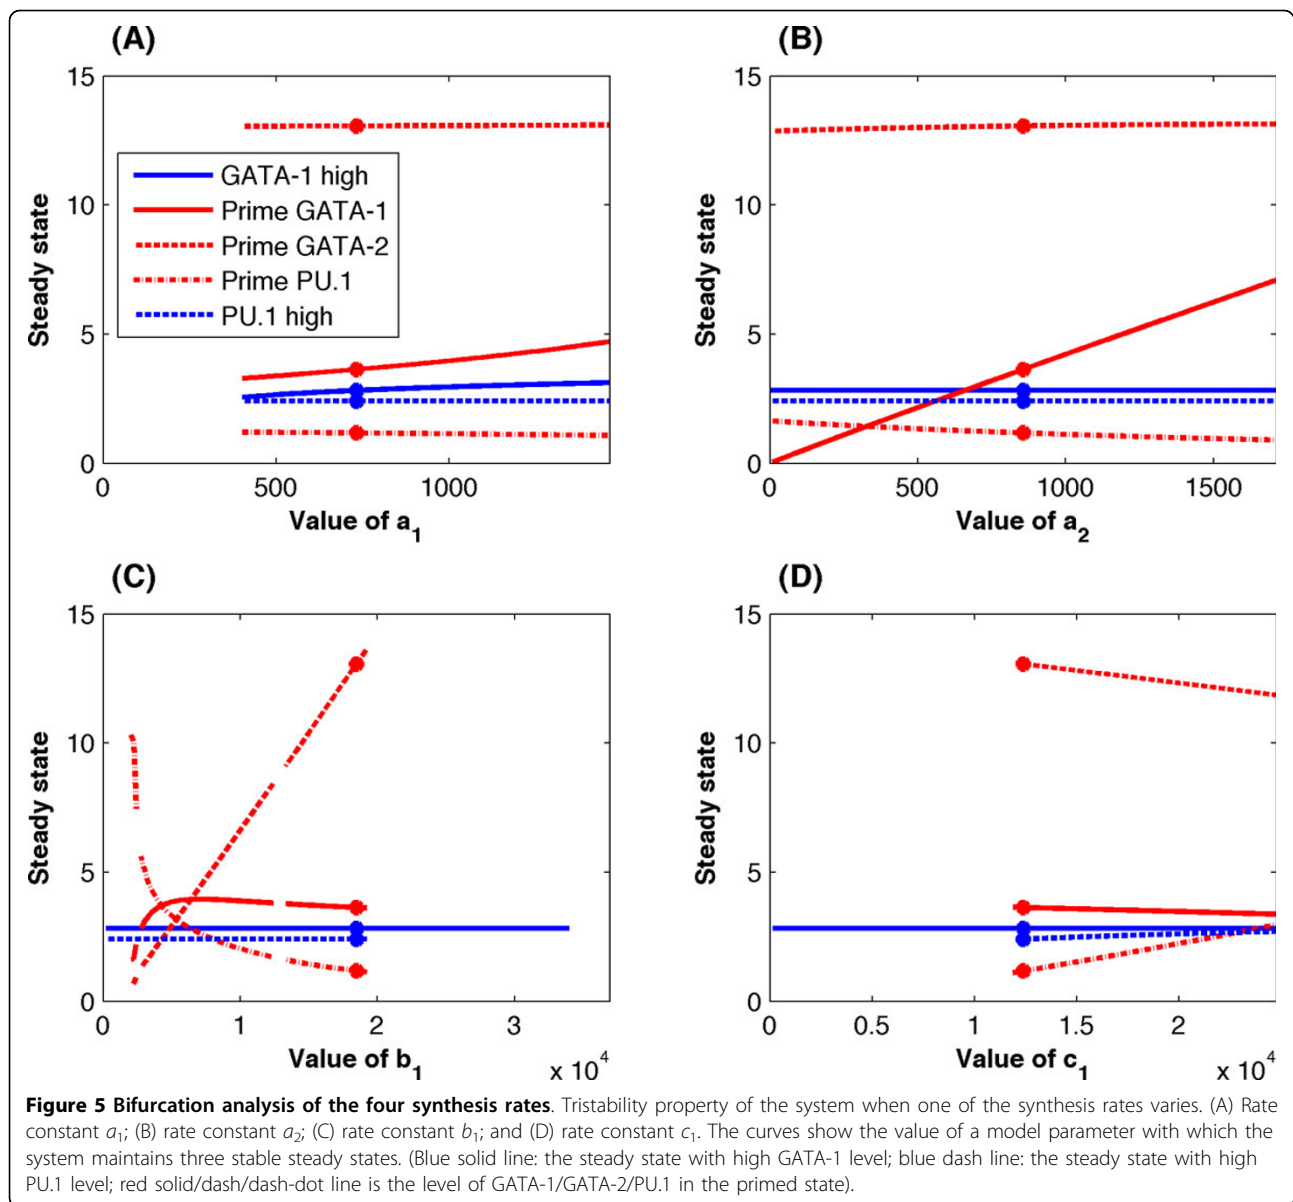 (A)
15
10
5
0
Steady state
GATA-1 high
Prime GATA-1
Prime GATA-2
Prime PU.1
PU.1 high
0 500 1000
Value of a₁
(B)
15
10
5
0
Steady state
0 500 1000 1500
Value of a₂
(C)
15
10
5
0
Steady state
0 1 2 3
Value of b₁ x 10⁴
(D)
15
10
5
0
Steady state
0 0.5 1 1.5 2
Value of c₁ x 10⁴
Figure 5 Bifurcation analysis of the four synthesis rates. Tristability property of the system when one of the synthesis rates varies. (A) Rate
constant a₁; (B) rate constant a₂; (C) rate constant b₁; and (D) rate constant c₁. The curves show the value of a model parameter with which the
system maintains three stable steady states. (Blue solid line: the steady state with high GATA-1 level; blue dash line: the steady state with high
PU.1 level; red solid/dash/dash-dot line is the level of GATA-1/GATA-2/PU.1 in the primed state).